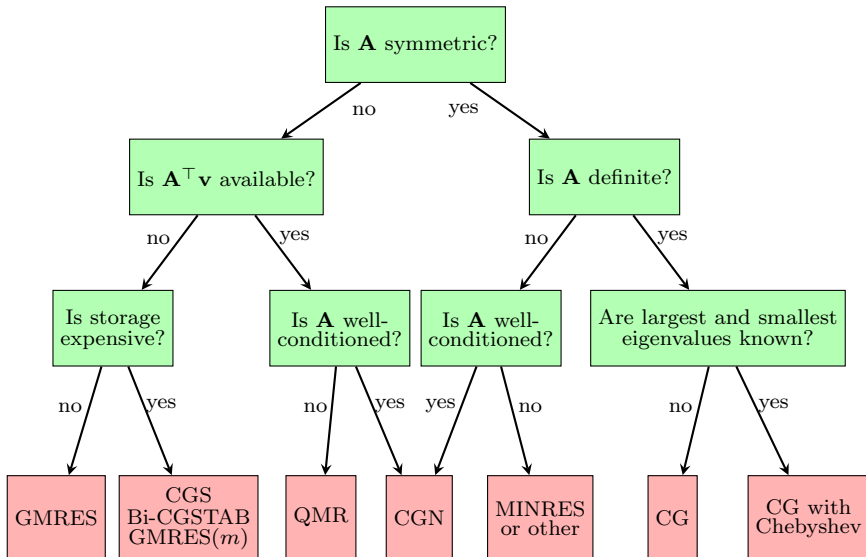 Is A symmetric?
no
yes
Is A⊤v available?
Is A definite?
no
yes
no
yes
Is storage
expensive?
Is A well-
conditioned?
Is A well-
conditioned?
Are largest and smallest
eigenvalues known?
no
yes
no
yes
yes
no
no
yes
GMRES
CGS
Bi-CGSTAB
GMRES(m)
QMR
CGN
MINRES
or other
CG
CG with
Chebyshev